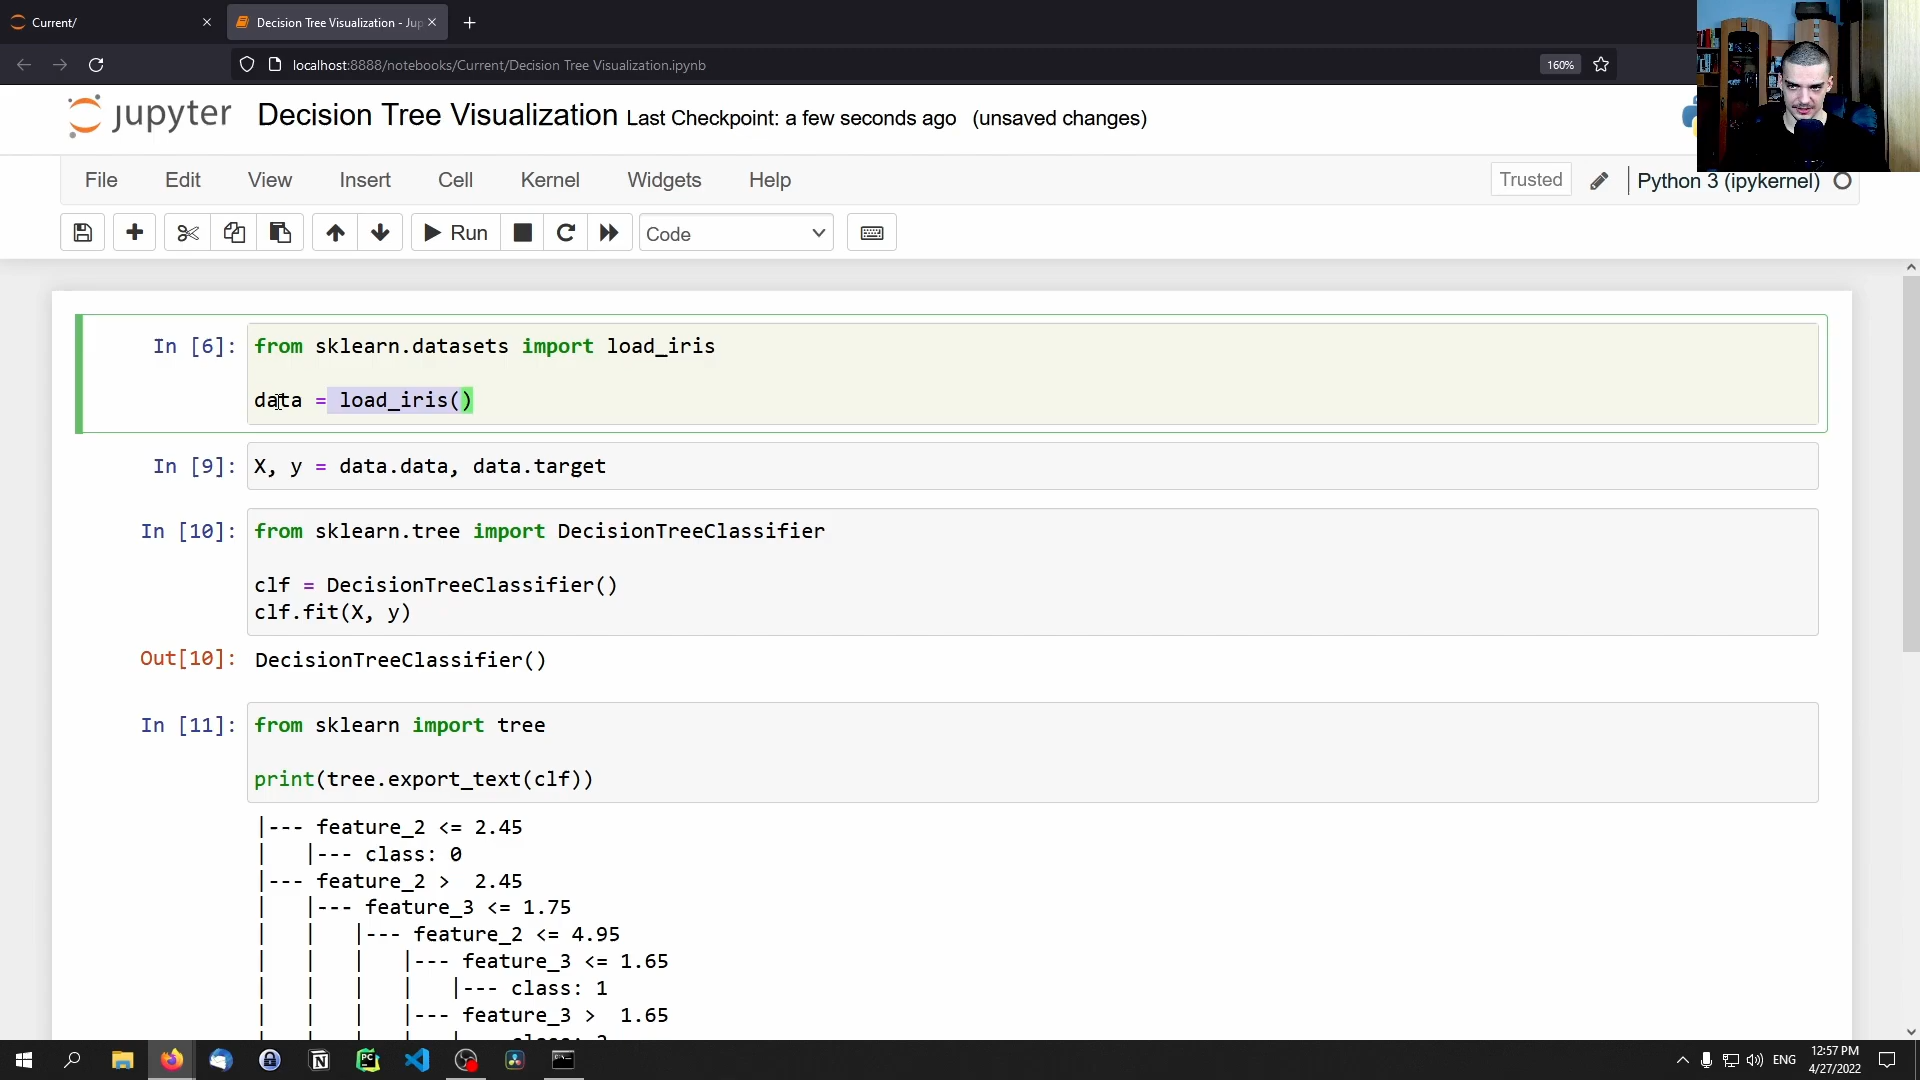 Current/
Decision Tree Visualization - Jup
localhost:8888/notebooks/Current/Decision Tree Visualization.ipynb
160%
jupyter Decision Tree Visualization Last Checkpoint: a few seconds ago (unsaved changes)
File Edit View Insert Cell Kernel Widgets Help
Trusted
Python 3 (ipykernel)
Run
Code
In [6]: from sklearn.datasets import load_iris
data = load_iris()
In [9]: X, y = data.data, data.target
In [10]: from sklearn.tree import DecisionTreeClassifier
clf = DecisionTreeClassifier()
clf.fit(X, y)
Out[10]: DecisionTreeClassifier()
In [11]: from sklearn import tree
print(tree.export_text(clf))
|--- feature_2 <= 2.45
|   |--- class: 0
|--- feature_2 >  2.45
|   |--- feature_3 <= 1.75
|   |   |--- feature_2 <= 4.95
|   |   |   |--- feature_3 <= 1.65
|   |   |   |   |--- class: 1
|   |   |   |--- feature_3 >  1.65
ENG
12:57 PM
4/27/2022